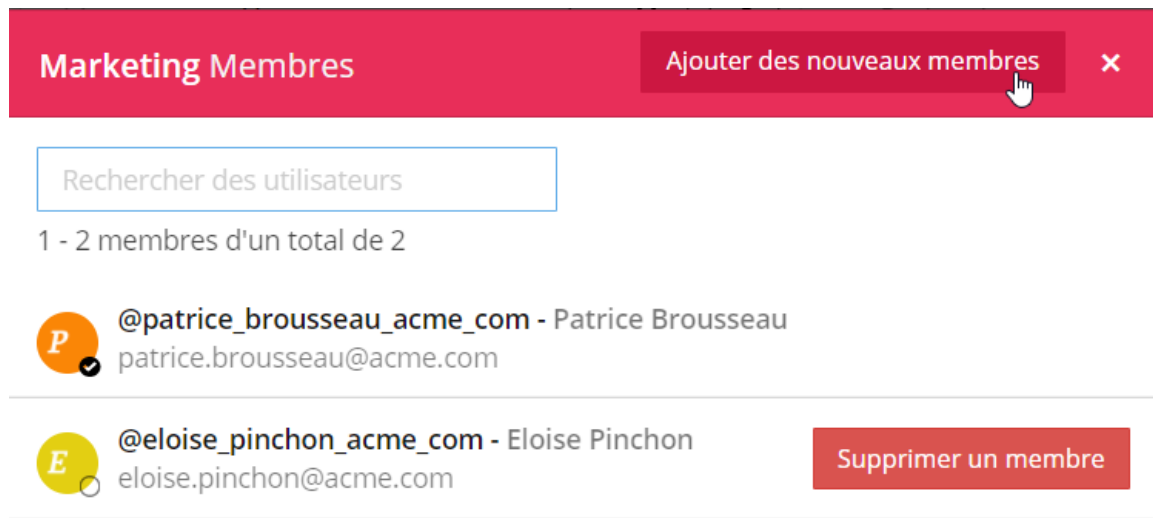 Marketing Membres
Ajouter des nouveaux membres
×
Rechercher des utilisateurs
1 - 2 membres d'un total de 2
P
@patrice_brousseau_acme_com - Patrice Brousseau
patrice.brousseau@acme.com
E
@eloise_pinchon_acme_com - Eloise Pinchon
eloise.pinchon@acme.com
Supprimer un membre